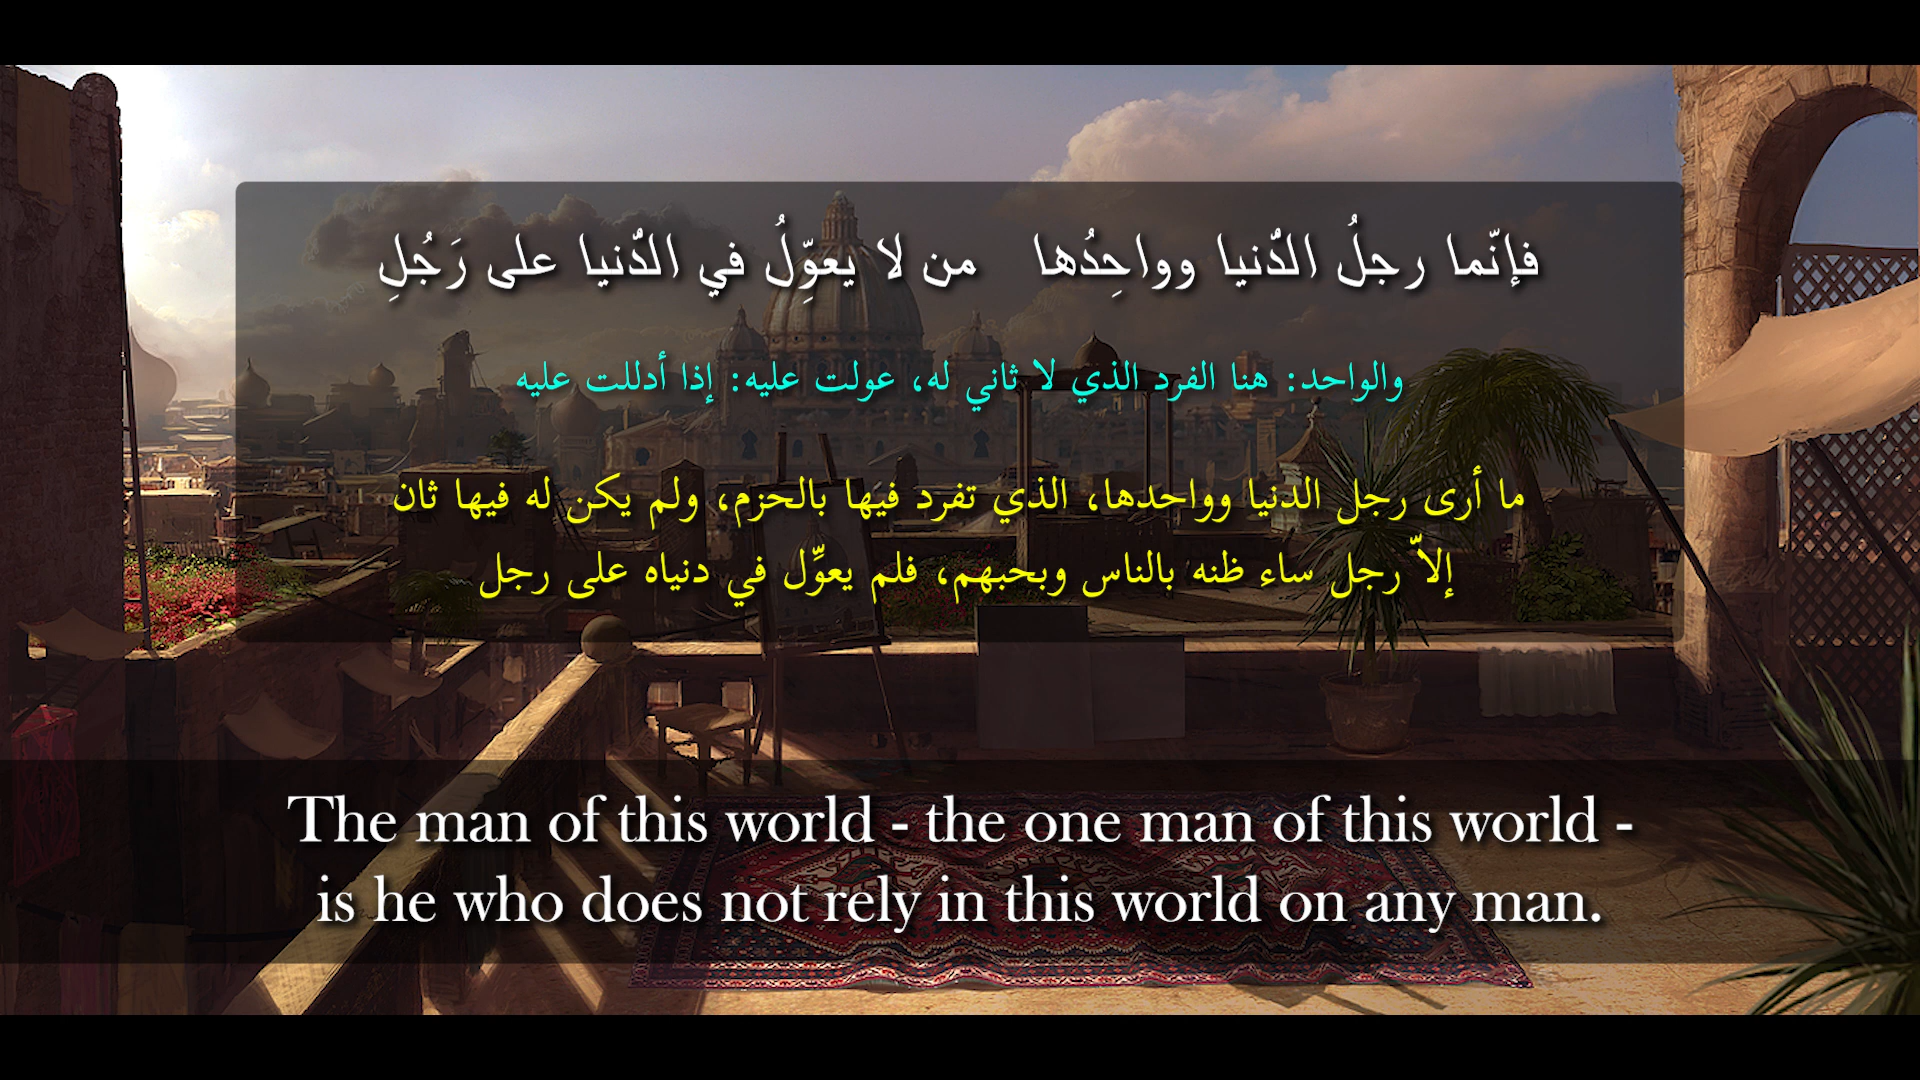 فإنّما رجلُ الدُّنيا وواحِدُها   من لا يعوِّلُ في الدُّنيا على رَجُلِ
والواحد: هنا الفرد الذي لا ثاني له، عولت عليه: إذا أدللت عليه
ما أرى رجل الدنيا وواحدها، الذي تفرد فيها بالحزم، ولم يكن له فيها ثان
إلاّ رجل ساء ظنه بالناس وبحبهم، فلم يعوِّل في دنياه على رجل
The man of this world - the one man of this world -
is he who does not rely in this world on any man.